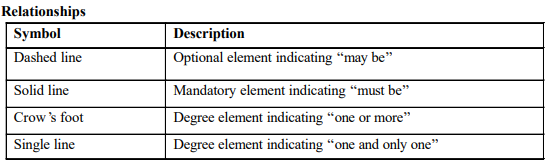 Relationships
Symbol Description
Dashed line Optional element indicating “may be”
Solid line Mandatory element indicating “must be”
Crow’s foot Degree element indicating “one or more”
Single line Degree element indicating “one and only one”